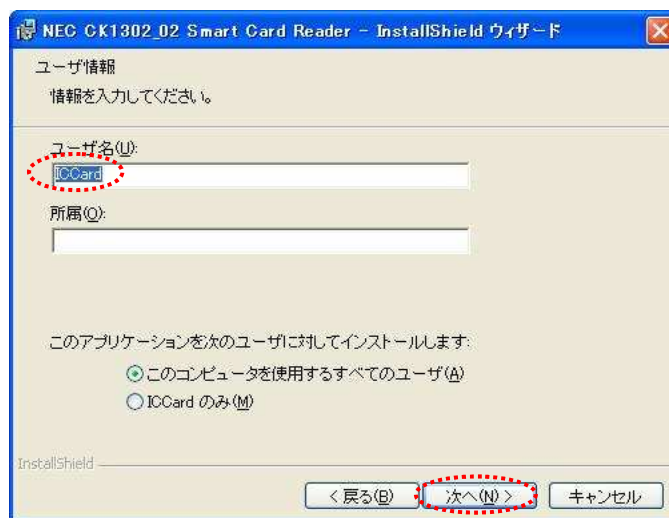 NEC CK1302_02 Smart Card Reader - InstallShield ウィザード
ユーザ情報
情報を入力してください。
ユーザ名(U):
ICCard
所属(O):
このアプリケーションを次のユーザに対してインストールします:
このコンピュータを使用するすべてのユーザ(A)
ICCard のみ(M)
InstallShield
< 戻る(B)
次へ(N) >
キャンセル